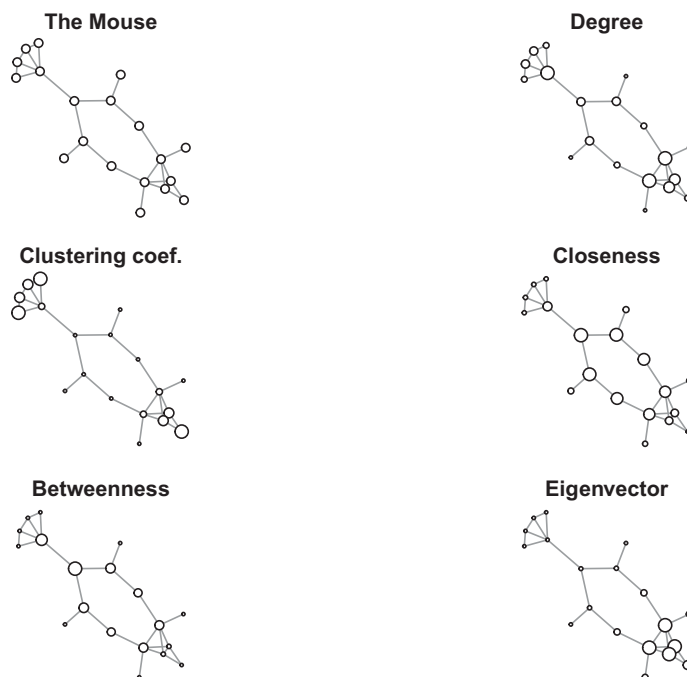 The Mouse
Degree
Clustering coef.
Closeness
Betweenness
Eigenvector